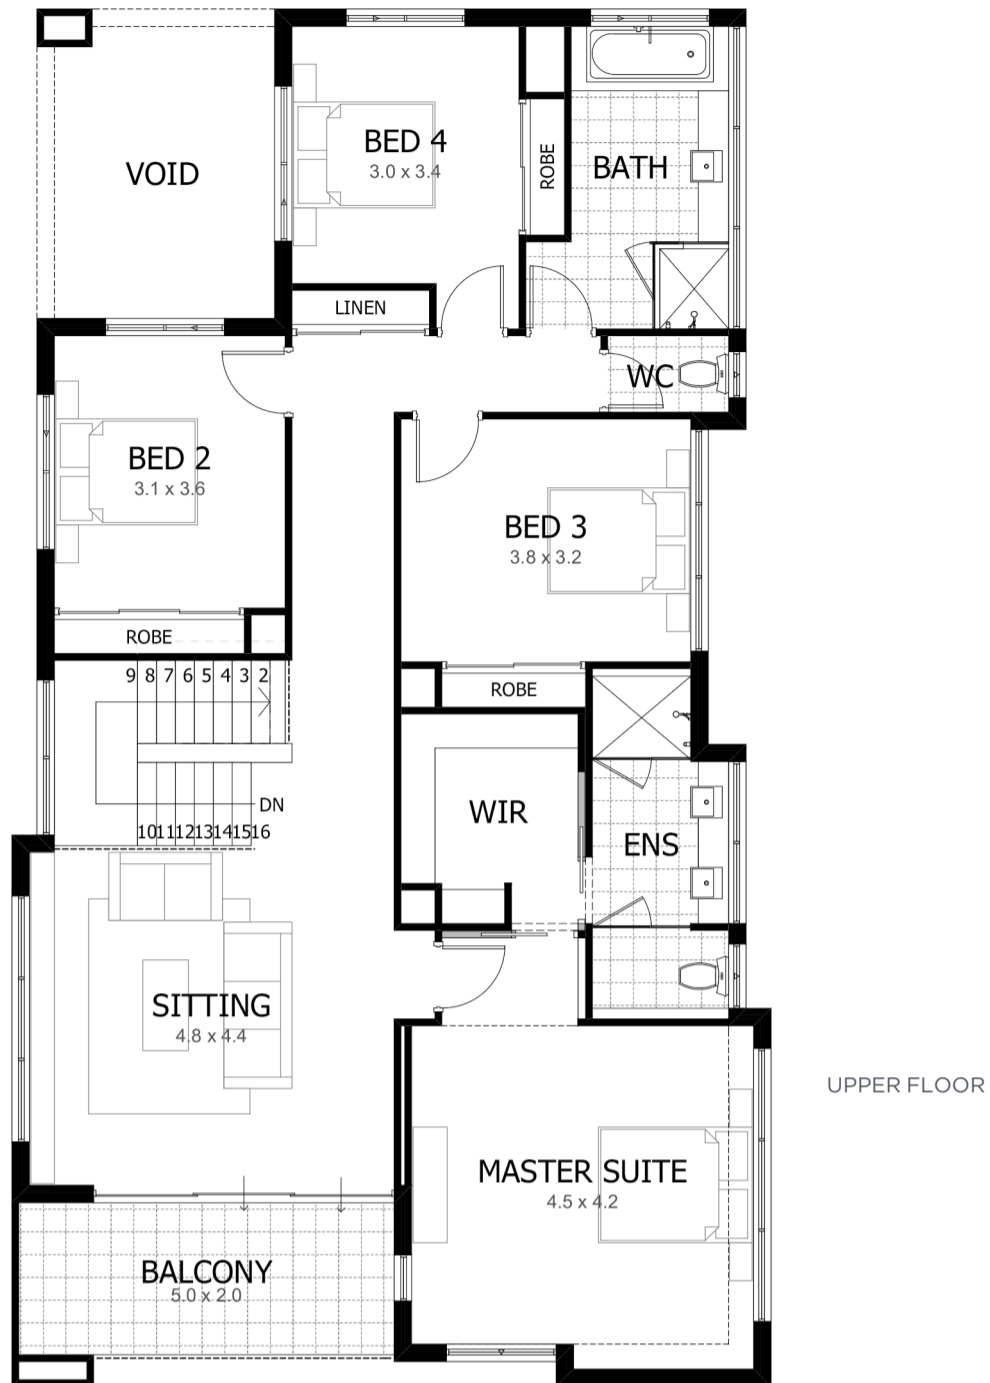 BED 4
3.0 x 3.4
VOID
ROBE
BATH
LINEN
WC
BED 2
3.1 x 3.6
BED 3
3.8 x 3.2
ROBE
9 8 7 6 5 4 3 2
ROBE
DN
10 11 12 13 14 15 16
WIR
ENS
SITTING
4.8 x 4.4
UPPER FLOOR
MASTER SUITE
4.5 x 4.2
BALCONY
5.0 x 2.0